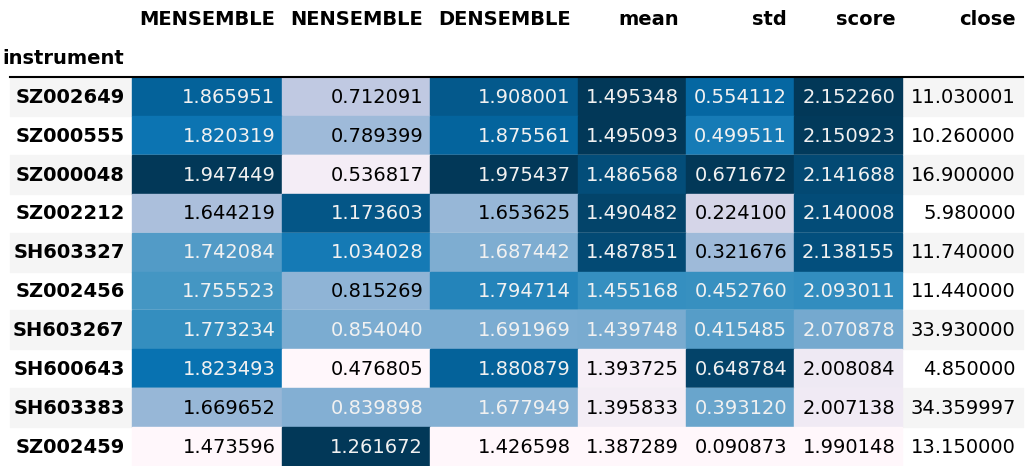 MENSEMBLE NENSEMBLE DENSEMBLE mean std score close
instrument
SZ002649 1.865951 0.712091 1.908001 1.495348 0.554112 2.152260 11.030001
SZ000555 1.820319 0.789399 1.875561 1.495093 0.499511 2.150923 10.260000
SZ000048 1.947449 0.536817 1.975437 1.486568 0.671672 2.141688 16.900000
SZ002212 1.644219 1.173603 1.653625 1.490482 0.224100 2.140008 5.980000
SH603327 1.742084 1.034028 1.687442 1.487851 0.321676 2.138155 11.740000
SZ002456 1.755523 0.815269 1.794714 1.455168 0.452760 2.093011 11.440000
SH603267 1.773234 0.854040 1.691969 1.439748 0.415485 2.070878 33.930000
SH600643 1.823493 0.476805 1.880879 1.393725 0.648784 2.008084 4.850000
SH603383 1.669652 0.839898 1.677949 1.395833 0.393120 2.007138 34.359997
SZ002459 1.473596 1.261672 1.426598 1.387289 0.090873 1.990148 13.150000